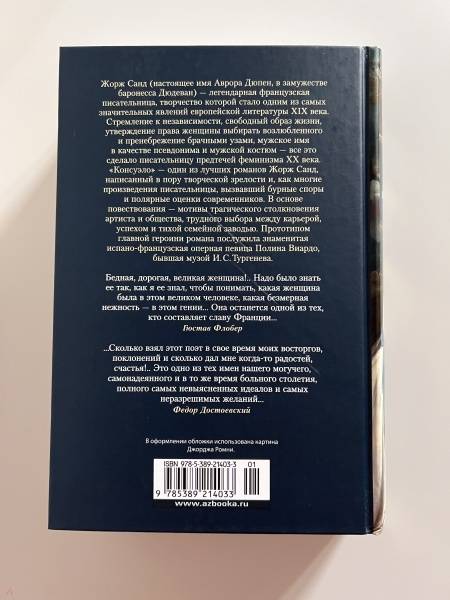 Жорж Санд (настоящее имя Аврора Дюпен, в замужестве
баронесса Дюдеван) — легендарная французская
писательница, творчество которой стало одним из самых
значительных явлений европейской литературы XIX века.
Стремление к независимости, свободный образ жизни,
утверждение права женщины выбирать возлюбленного
и пренебрежение брачными узами, мужское имя
в качестве псевдонима и мужской костюм — все это
сделало писательницу предтечей феминизма XX века.
«Консуэло» — один из лучших романов Жорж Санд,
написанный в пору творческой зрелости и, как многие
произведения писательницы, вызвавший бурные споры
и полярные оценки современников. В основе
повествования — мотивы трагического столкновения
артиста и общества, трудного выбора между карьерой,
успехом и тихой семейной заводью. Прототипом
главной героини романа послужила знаменитая
испано-французская оперная певица Полина Виардо,
бывшая музой И.С.Тургенева.
Бедная, дорогая, великая женщина!.. Надо было знать
ее так, как я ее знал, чтобы понимать, какая женщина
была в этом великом человеке, какая безмерная
нежность — в этом гении... Она останется одной из тех,
кто составляет славу Франции...
Гюстав Флобер
...Сколько взял этот поэт в свое время моих восторгов,
поклонений и сколько дал мне когда-то радостей,
счастья!.. Это одно из тех имен нашего могучего,
самонадеянного и в то же время больного столетия,
полного самых невыясненных идеалов и самых
неразрешимых желаний...
Федор Достоевский
В оформлении обложки использована картина
Джорджа Ромни.
ISBN 978-5-389-21403-3 01
9 785389 214033
www.azbooka.ru